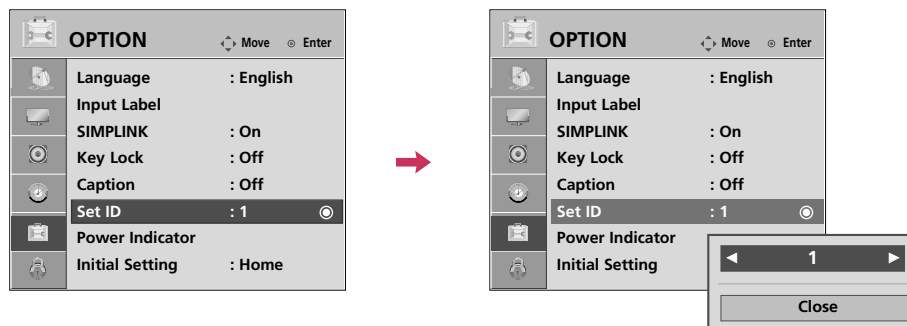 OPTION Move Enter
Language : English
Input Label
SIMPLINK : On
Key Lock : Off
Caption : Off
Set ID : 1
Power Indicator
Initial Setting : Home
OPTION Move Enter
Language : English
Input Label
SIMPLINK : On
Key Lock : Off
Caption : Off
Set ID : 1
Power Indicator
Initial Setting
1
Close